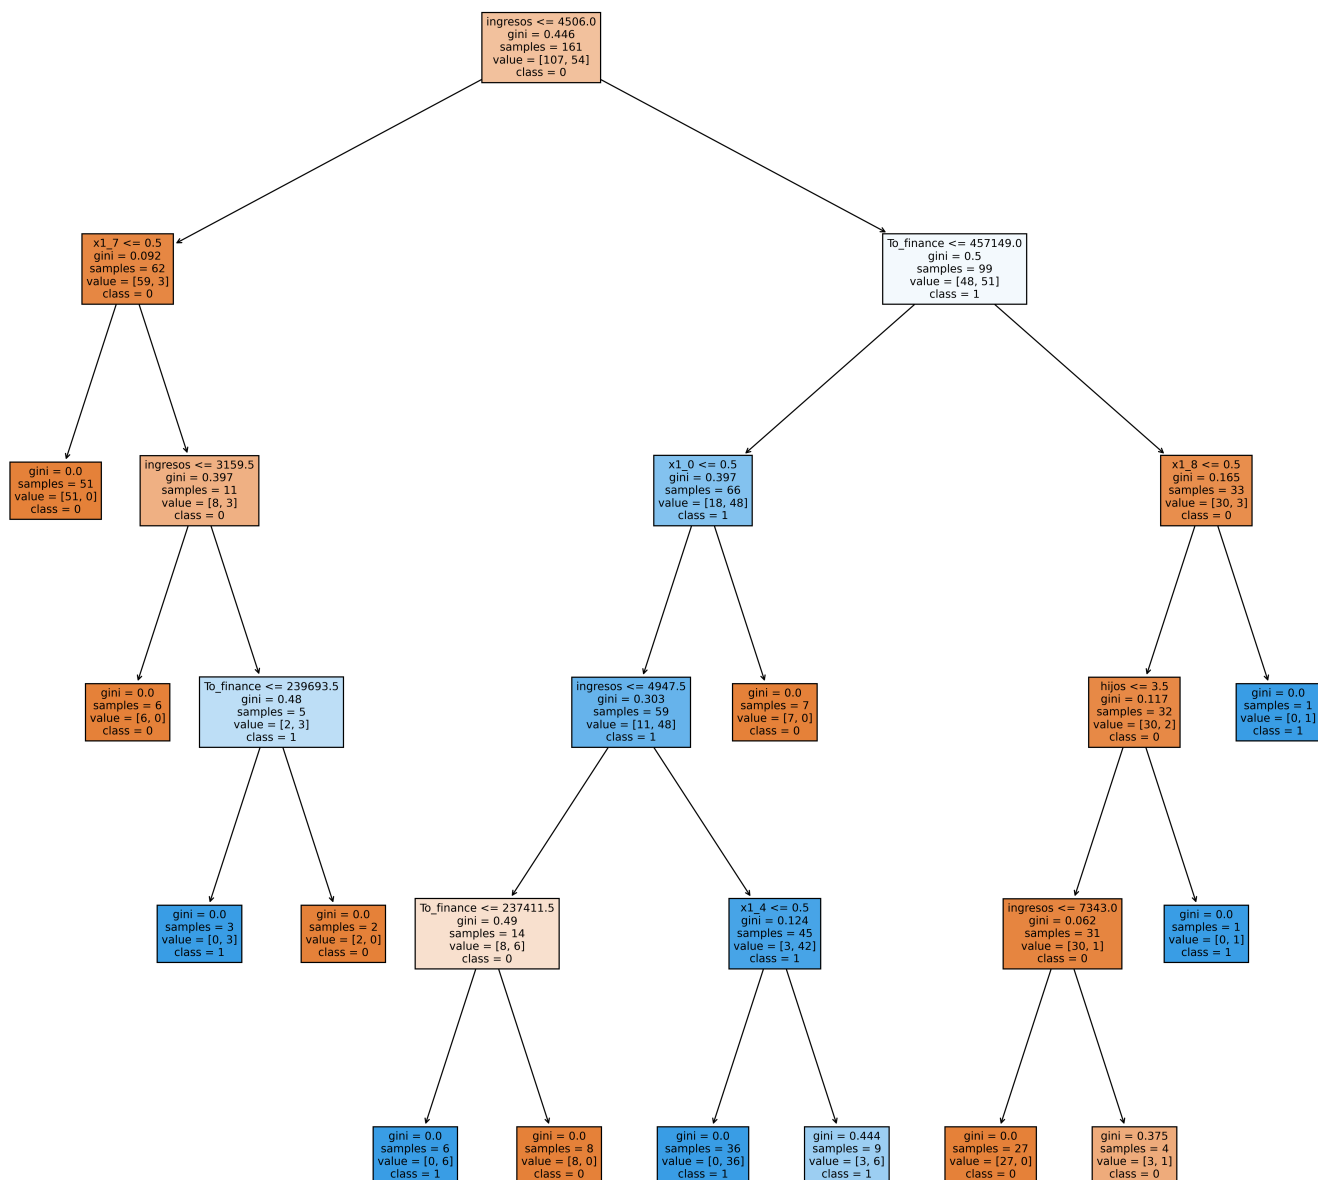 ingresos <= 4506.0
gini = 0.446
samples = 161
value = [107, 54]
class = 0
x1_7 <= 0.5
gini = 0.092
samples = 62
value = [59, 3]
class = 0
To_finance <= 457149.0
gini = 0.5
samples = 99
value = [48, 51]
class = 1
gini = 0.0
samples = 51
value = [51, 0]
class = 0
ingresos <= 3159.5
gini = 0.397
samples = 11
value = [8, 3]
class = 0
x1_0 <= 0.5
gini = 0.397
samples = 66
value = [18, 48]
class = 1
x1_8 <= 0.5
gini = 0.165
samples = 33
value = [30, 3]
class = 0
gini = 0.0
samples = 6
value = [6, 0]
class = 0
To_finance <= 239693.5
gini = 0.48
samples = 5
value = [2, 3]
class = 1
ingresos <= 4947.5
gini = 0.303
samples = 59
value = [11, 48]
class = 1
gini = 0.0
samples = 7
value = [7, 0]
class = 0
hijos <= 3.5
gini = 0.117
samples = 32
value = [30, 2]
class = 0
gini = 0.0
samples = 1
value = [0, 1]
class = 1
gini = 0.0
samples = 3
value = [0, 3]
class = 1
gini = 0.0
samples = 2
value = [2, 0]
class = 0
To_finance <= 237411.5
gini = 0.49
samples = 14
value = [8, 6]
class = 0
x1_4 <= 0.5
gini = 0.124
samples = 45
value = [3, 42]
class = 1
ingresos <= 7343.0
gini = 0.062
samples = 31
value = [30, 1]
class = 0
gini = 0.0
samples = 1
value = [0, 1]
class = 1
gini = 0.0
samples = 6
value = [0, 6]
class = 1
gini = 0.0
samples = 8
value = [8, 0]
class = 0
gini = 0.0
samples = 36
value = [0, 36]
class = 1
gini = 0.444
samples = 9
value = [3, 6]
class = 1
gini = 0.0
samples = 27
value = [27, 0]
class = 0
gini = 0.375
samples = 4
value = [3, 1]
class = 0